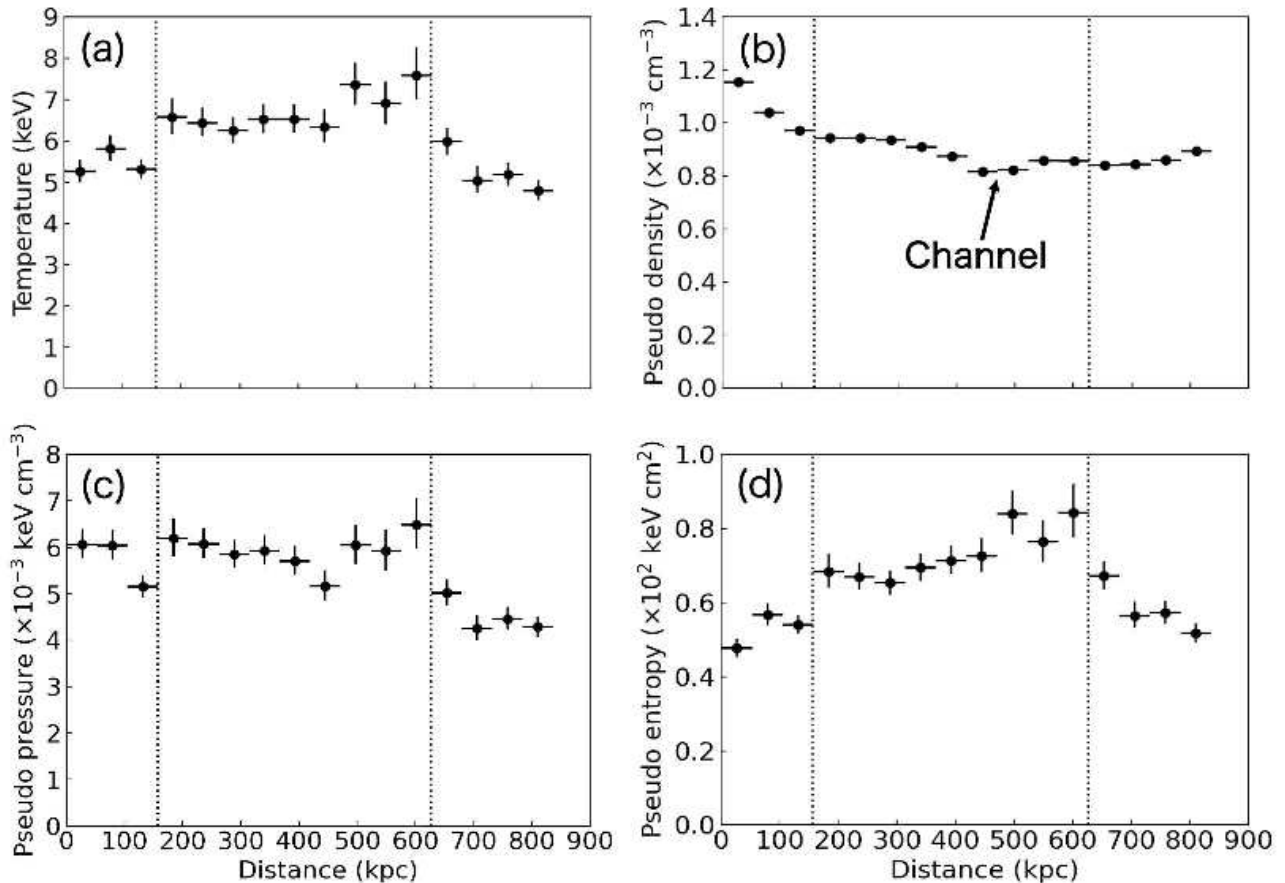 (a)
Temperature (keV)
9
8
7
6
5
4
3
2
1
0
(b)
Pseudo density (×10⁻³ cm⁻³)
1.4
1.2
1.0
0.8
0.6
0.4
0.2
0.0
Channel
(c)
Pseudo pressure (×10⁻³ keV cm⁻³)
8
7
6
5
4
3
2
1
0
0 100 200 300 400 500 600 700 800 900
Distance (kpc)
(d)
Pseudo entropy (×10² keV cm²)
1.0
0.8
0.6
0.4
0.2
0.0
0 100 200 300 400 500 600 700 800 900
Distance (kpc)